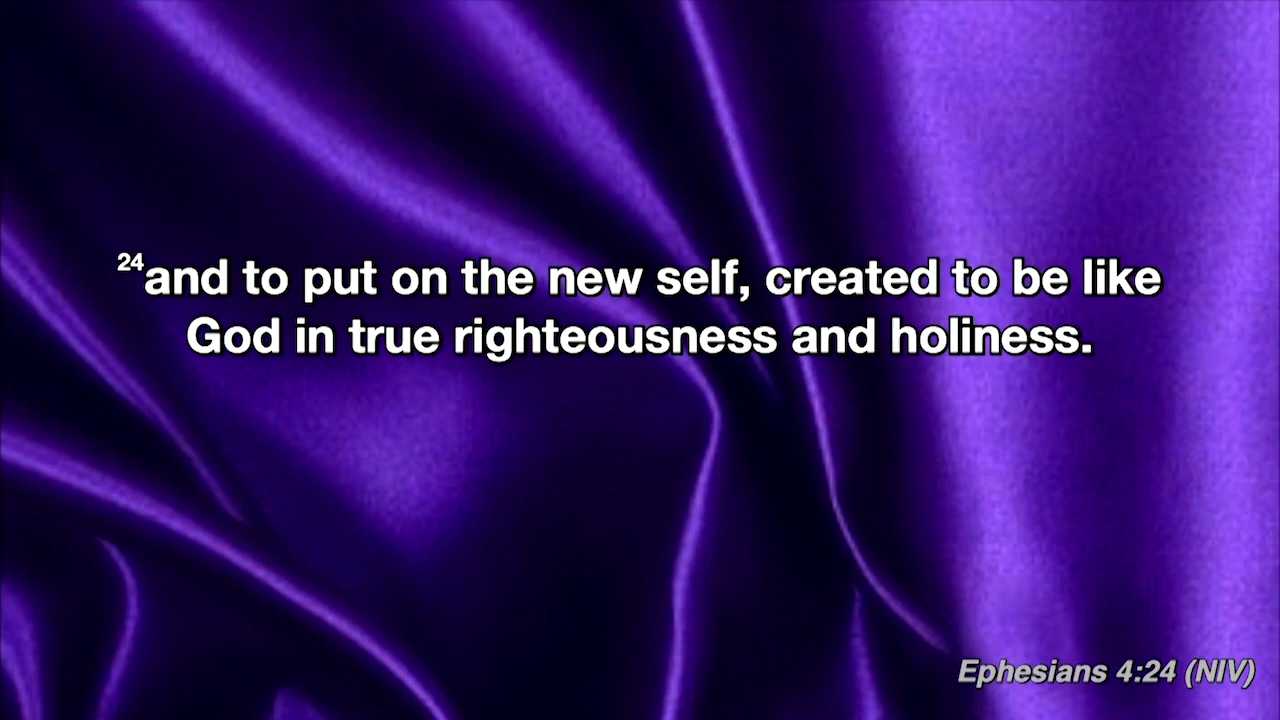 24and to put on the new self, created to be like
God in true righteousness and holiness.
Ephesians 4:24 (NIV)